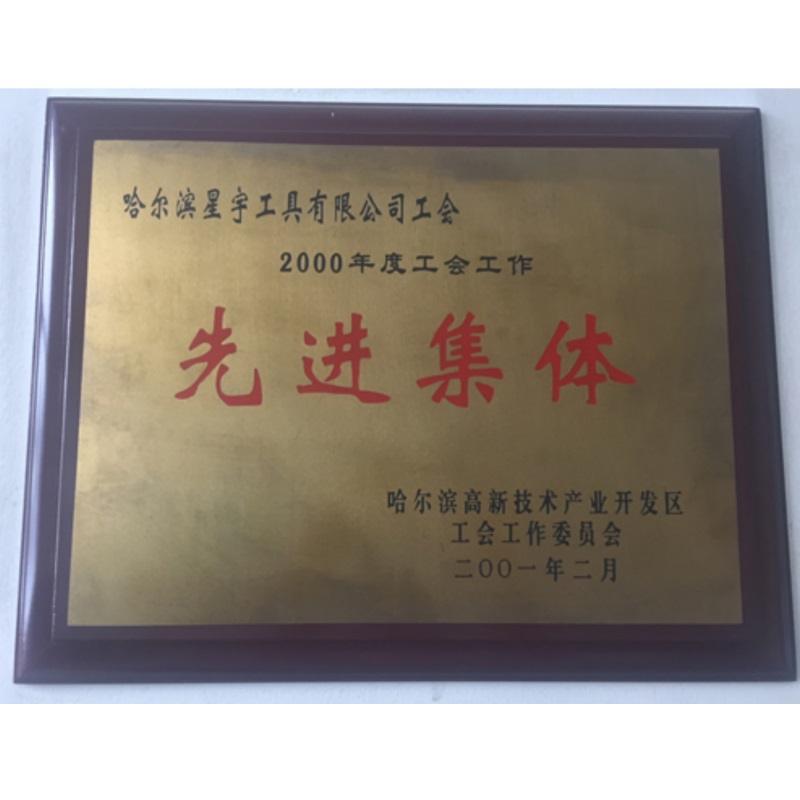 哈尔滨星宇工具有限公司工会
2000年度工会工作
先进集体
哈尔滨高新技术产业开发区
工会工作委员会
二〇〇一年二月